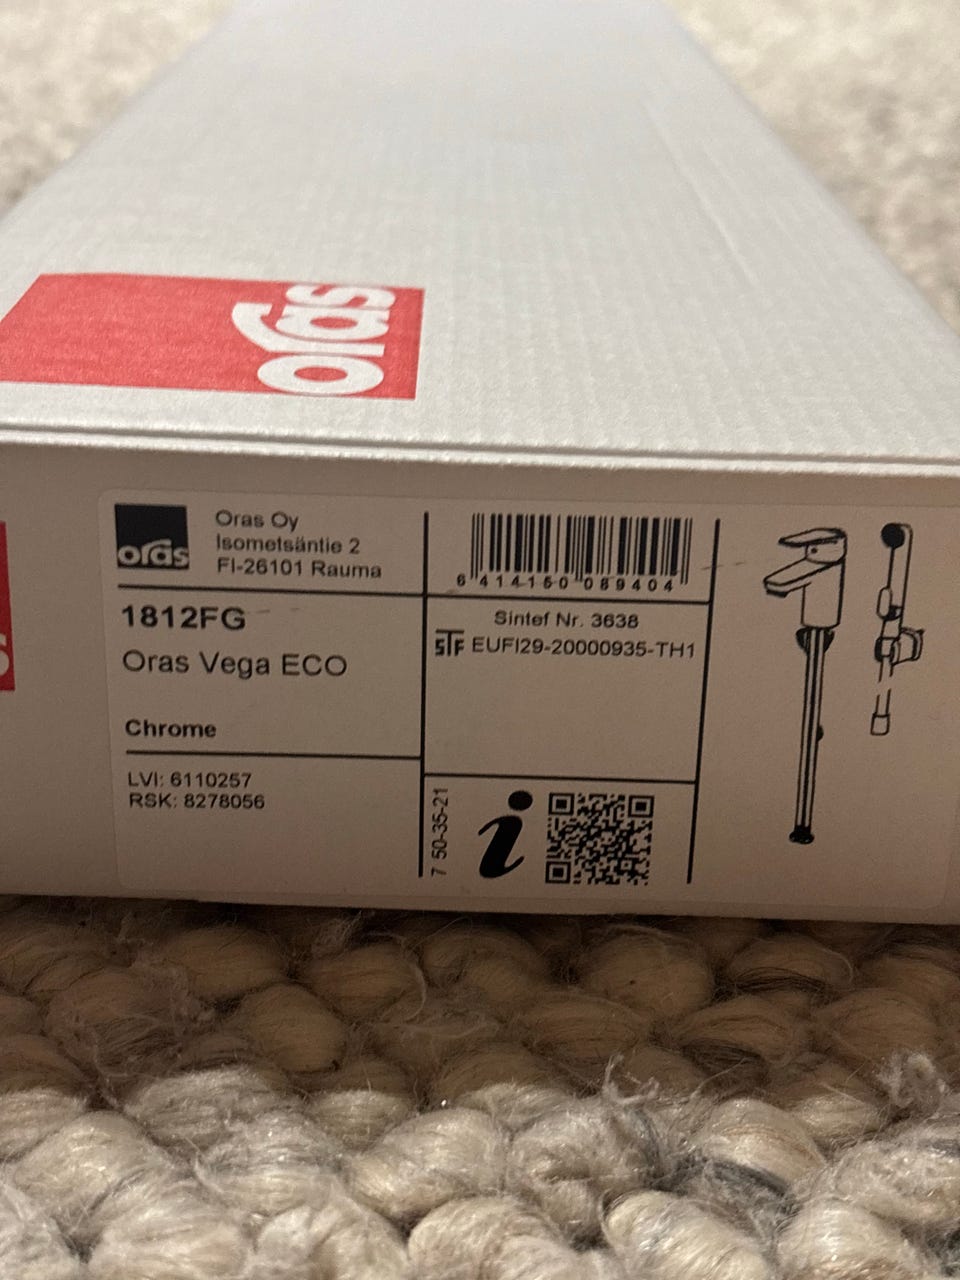 oras
oras
Oras Oy
Isometsäntie 2
FI-26101 Rauma
6 414150 089404
1812FG
Oras Vega ECO
Chrome
LVI: 6110257
RSK: 8278056
Sintef Nr. 3638
STF EUFI29-20000935-TH1
7 50-35-21
i